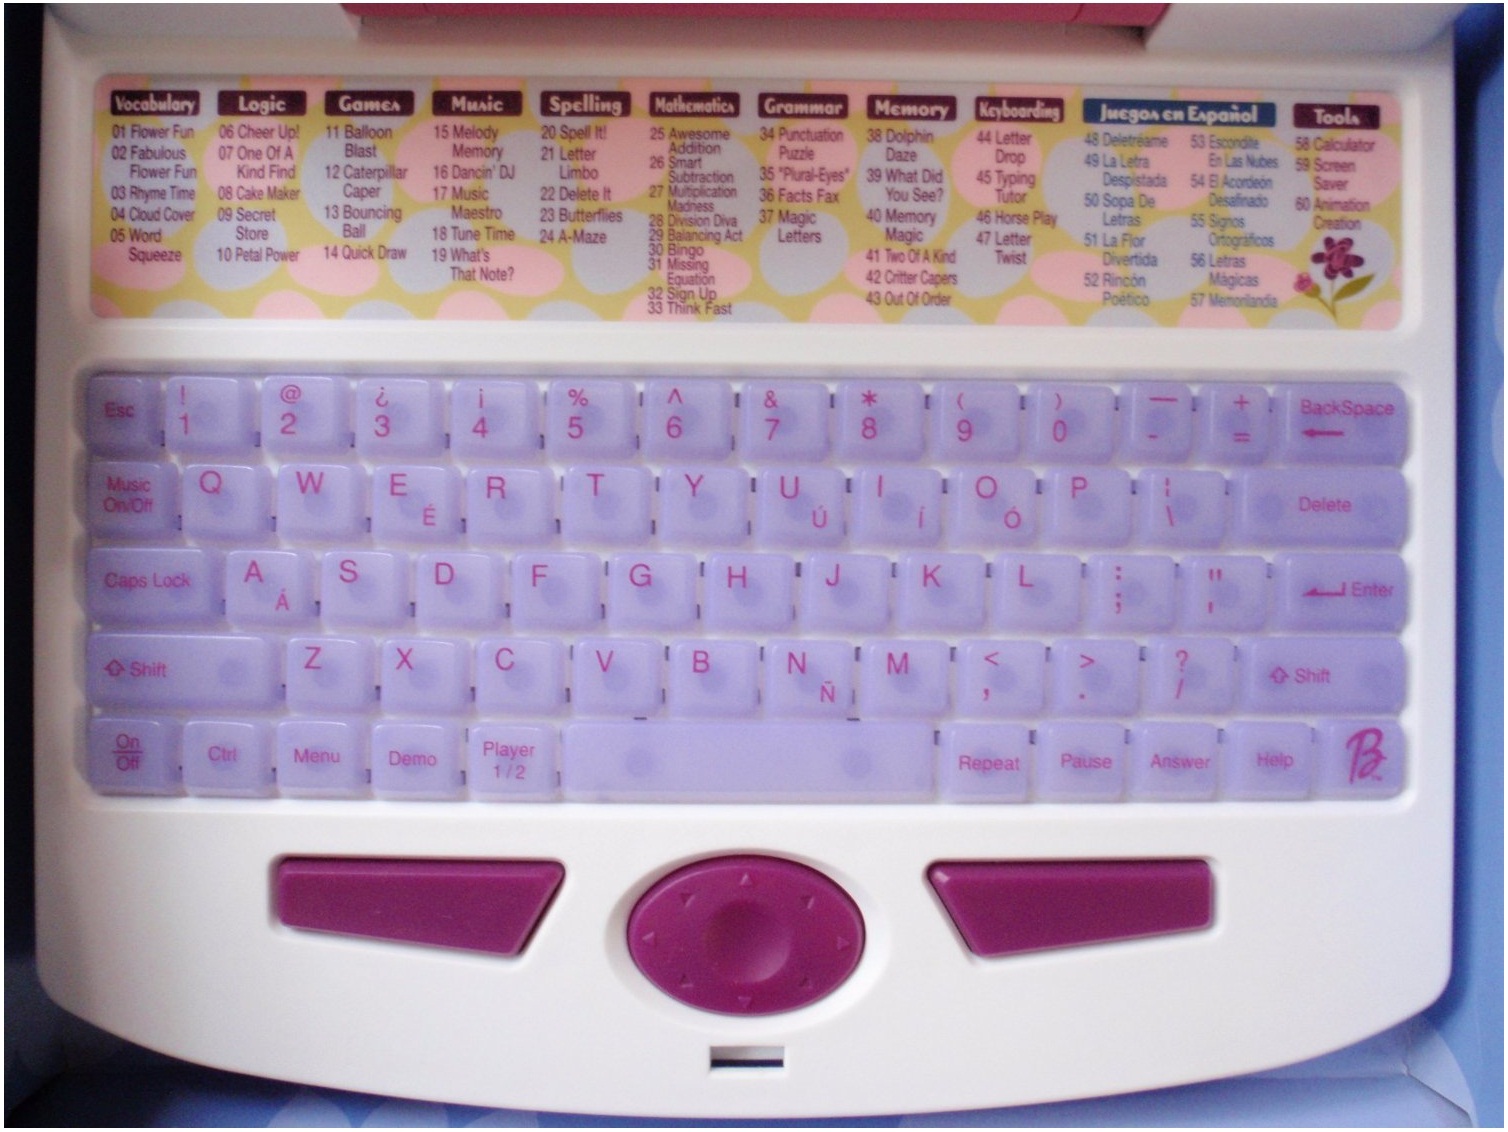 Vocabulary
01 Flower Fun
02 Fabulous
Flower Fun
03 Rhyme Time
04 Cloud Cover
05 Word
Squeeze
Logic
06 Cheer Up!
07 One Of A
Kind Find
08 Cake Maker
09 Secret
Store
10 Petal Power
Games
11 Balloon
Blast
12 Caterpillar
Caper
13 Bouncing
Ball
14 Quick Draw
Music
15 Melody
Memory
16 Dancin' DJ
17 Music
Maestro
18 Tune Time
19 What's
That Note?
Spelling
20 Spell It!
21 Letter
Limbo
22 Delete It
23 Butterflies
24 A-Maze
Mathematics
25 Awesome
Addition
26 Smart
Subtraction
27 Multiplication
Madness
28 Division Diva
29 Balancing Act
30 Bingo
31 Missing
Equation
32 Sign Up
33 Think Fast
Grammar
34 Punctuation
Puzzle
35 "Plural-Eyes"
36 Facts Fax
37 Magic
Letters
Memory
38 Dolphin
Daze
39 What Did
You See?
40 Memory
Magic
41 Two Of A Kind
42 Critter Capers
43 Out Of Order
Keyboarding
44 Letter
Drop
45 Typing
Tutor
46 Horse Play
47 Letter
Twist
Juegos en Español
48 Deletréame
49 La Letra
Despistada
50 Sopa De
Letras
51 La Flor
Divertida
52 Rincón
Poético
53 Escondite
En Las Nubes
54 El Acordeón
Desafinado
55 Signos
Ortográficos
56 Letras
Mágicas
57 Memorilandia
Tools
58 Calculator
59 Screen
Saver
60 Animation
Creation
Esc ! 1 @ 2 ¿ 3 ¡ 4 % 5 ^ 6 & 7 * 8 ( 9 ) 0 — - + = BackSpace
Music On/Off Q W E É R T Y U Ú I Í O Ó P ¦ \ Delete
Caps Lock A Á S D F G H J K L : ; " ' Enter
Shift Z X C V B N Ñ M < , > . ? / Shift
On Off Ctrl Menu Demo Player 1/2 Repeat Pause Answer Help B